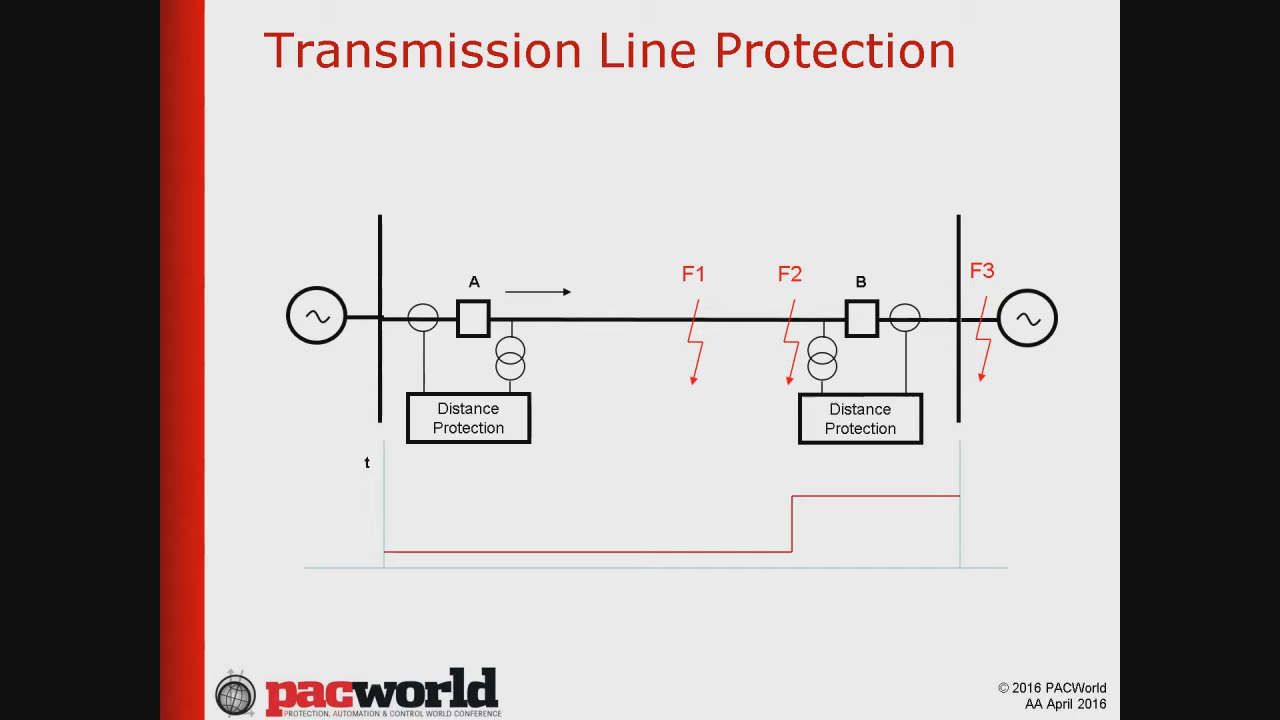 Transmission Line Protection
A
F1
F2
B
F3
Distance
Protection
Distance
Protection
t
pacworld
PROTECTION, AUTOMATION & CONTROL WORLD CONFERENCE
© 2016 PACWorld
AA April 2016